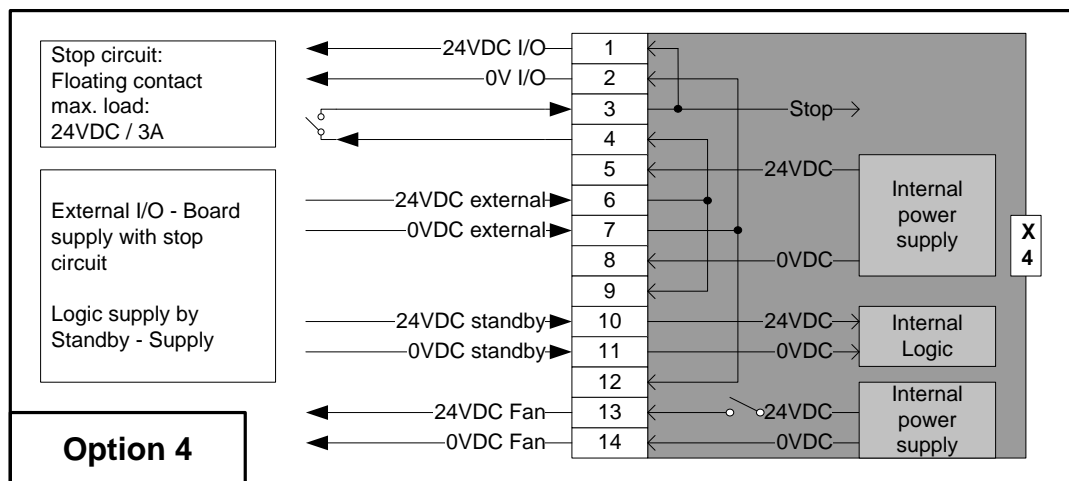 Stop circuit:
Floating contact
max. load:
24VDC / 3A
External I/O - Board
supply with stop
circuit
Logic supply by
Standby - Supply
Option 4
24VDC I/O
0V I/O
24VDC external
0VDC external
24VDC standby
0VDC standby
24VDC Fan
0VDC Fan
1
2
3
4
5
6
7
8
9
10
11
12
13
14
Stop
24VDC
0VDC
24VDC
0VDC
24VDC
0VDC
Internal
power
supply
Internal
Logic
Internal
power
supply
X
4